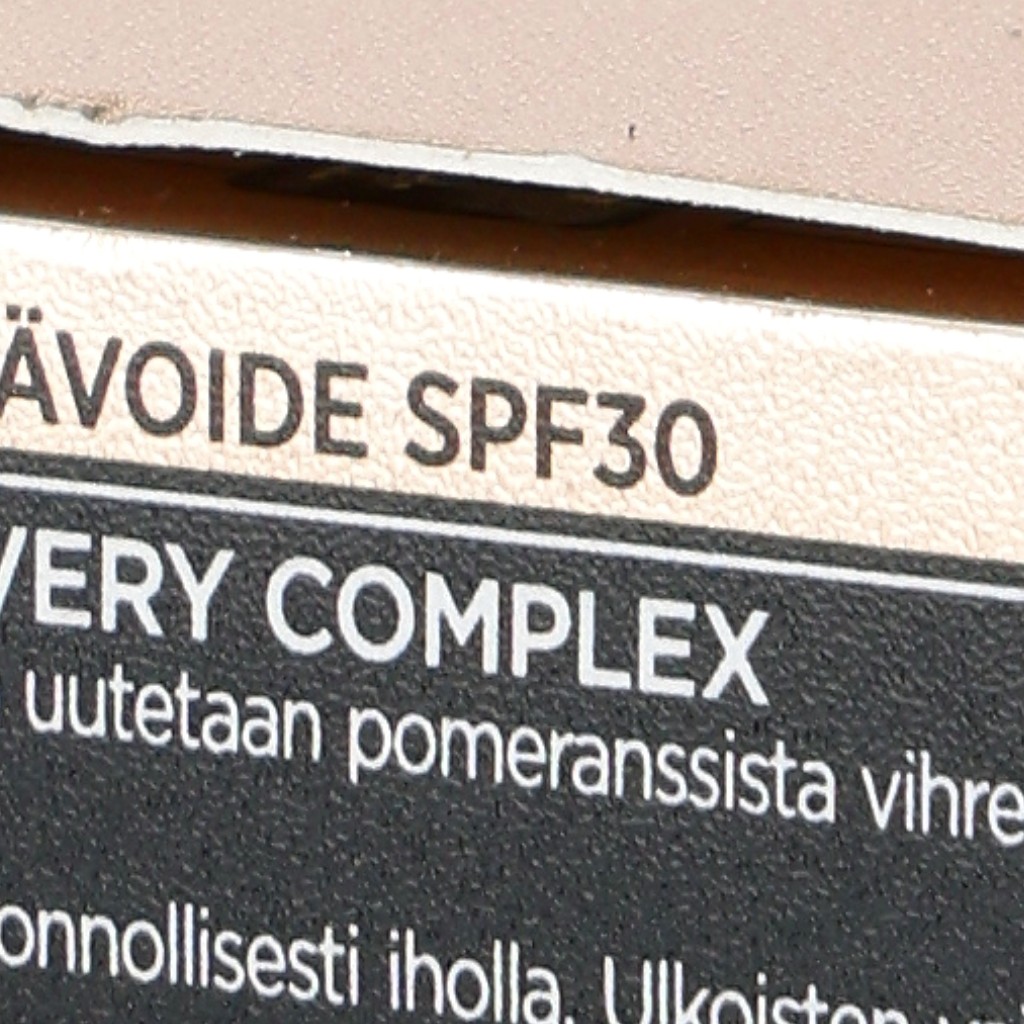 ÄVOIDE SPF30
VERY COMPLEX
uutetaan pomeranssista vihre
onnollisesti iholla. Ulkoisten